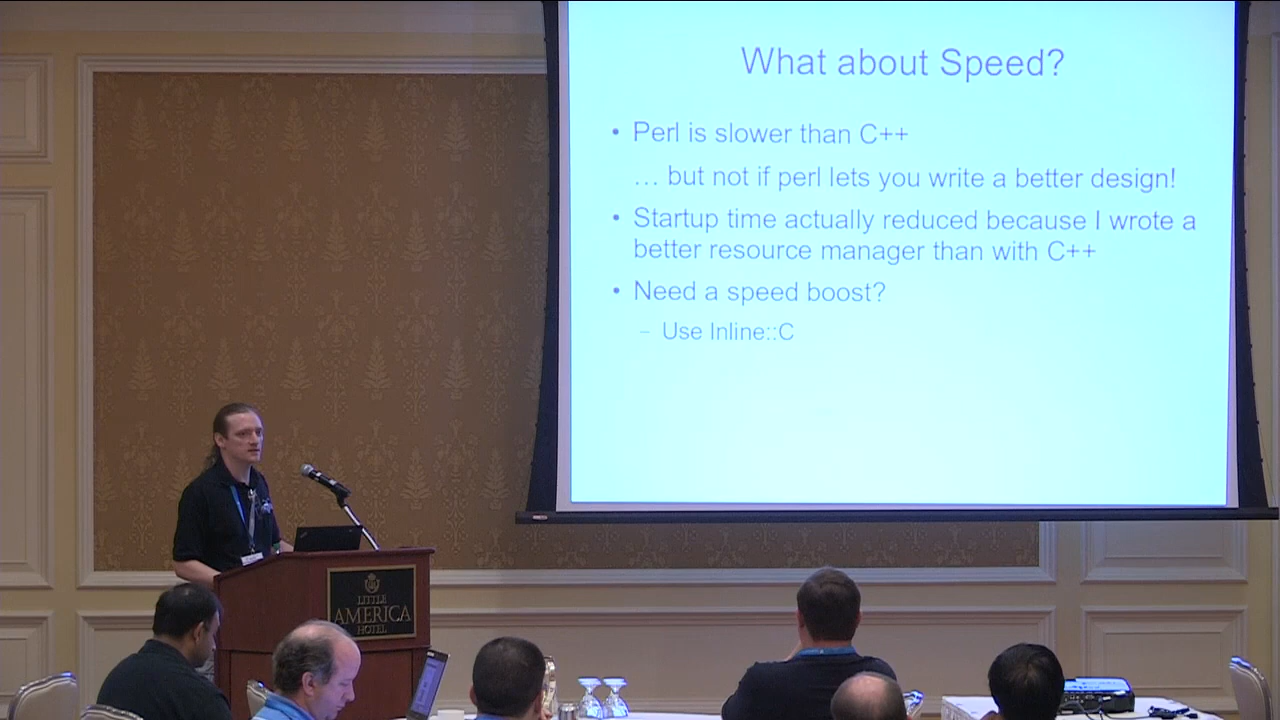 What about Speed?
• Perl is slower than C++
… but not if perl lets you write a better design!
• Startup time actually reduced because I wrote a
better resource manager than with C++
• Need a speed boost?
– Use Inline::C
LITTLE
AMERICA
HOTEL